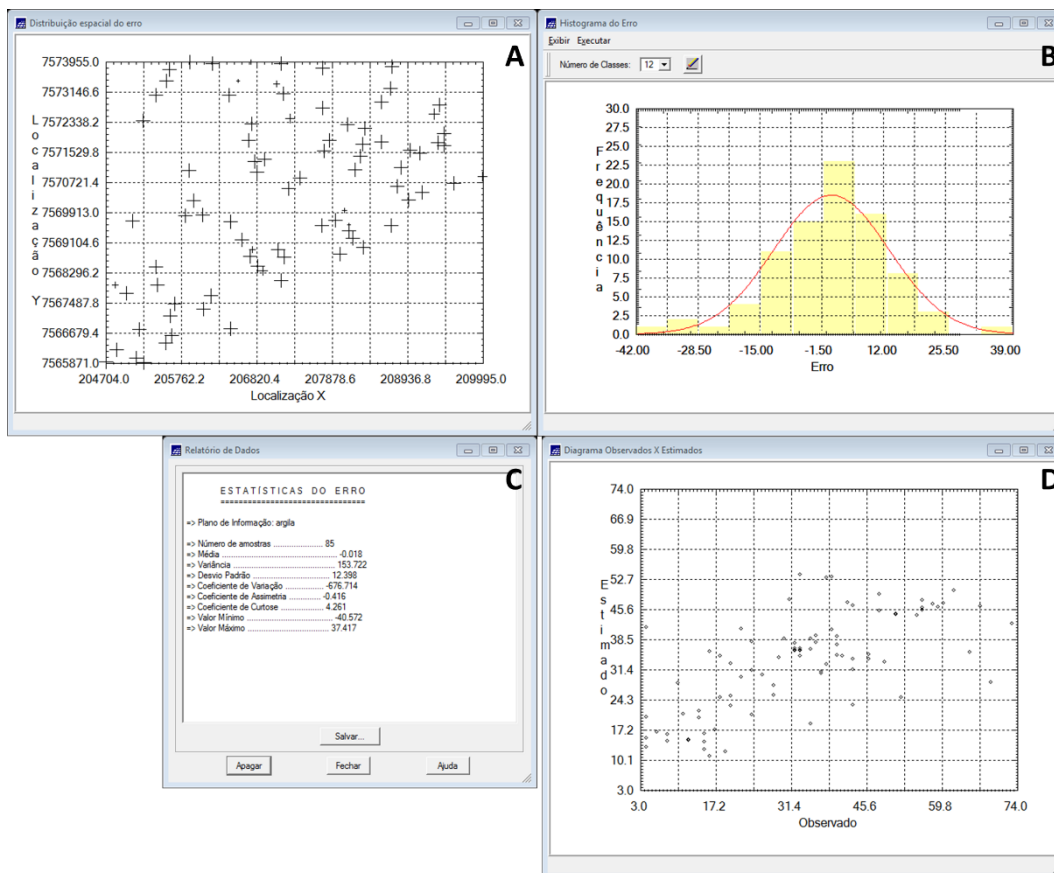 Distribuição espacial do erro
A
7573955.0
7573146.6
7572338.2
7571529.8
7570721.4
7569913.0
7569104.6
7568296.2
7567487.8
7566679.4
7565871.0
Localização Y
204704.0 205762.2 206820.4 207878.6 208936.8 209995.0
Localização X
Histograma do Erro
Exibir Executar
B
Número de Classes: 12
30.0
27.5
25.0
22.5
20.0
17.5
15.0
12.5
10.0
7.5
5.0
2.5
0.0
Frequência
-42.00 -28.50 -15.00 -1.50 12.00 25.50 39.00
Erro
Relatório de Dados
C
ESTATÍSTICAS DO ERRO
================================
=> Plano de Informação: argila
=> Número de amostras ..................... 85
=> Média ................................................ -0.018
=> Variância ............................................. 153.722
=> Desvio Padrão .................................. 12.398
=> Coeficiente de Variação ................ -676.714
=> Coeficiente de Assimetria ............. -0.416
=> Coeficiente de Curtose ................. 4.261
=> Valor Mínimo .................................... -40.572
=> Valor Máximo ................................... 37.417
Salvar...
Apagar Fechar Ajuda
Diagrama Observados X Estimados
D
74.0
66.9
59.8
52.7
45.6
38.5
31.4
24.3
17.2
10.1
3.0
Estimado
3.0 17.2 31.4 45.6 59.8 74.0
Observado